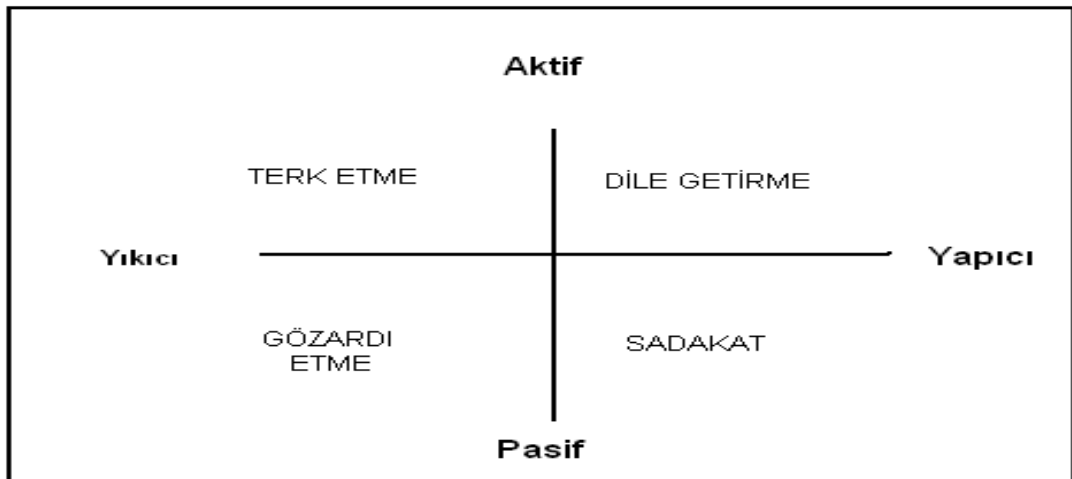 Aktif
TERK ETME
DİLE GETİRME
Yıkıcı
Yapıcı
GÖZARDI
ETME
SADAKAT
Pasif